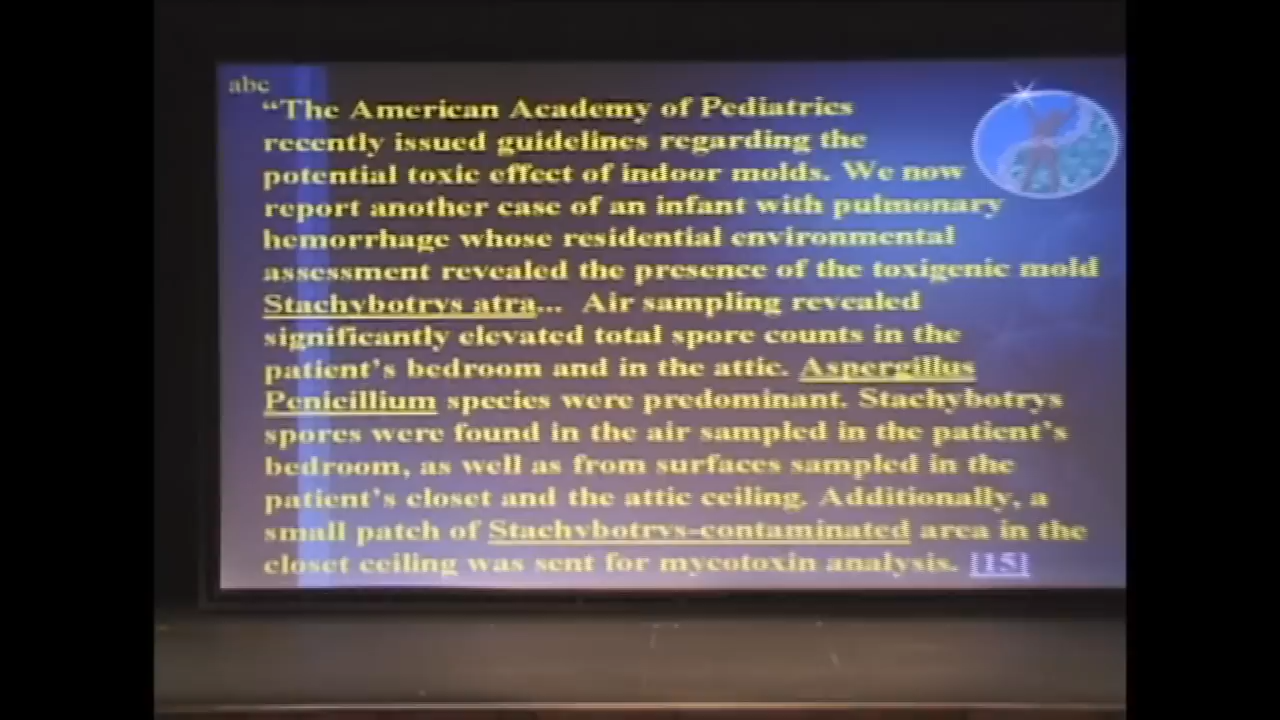 abc
“The American Academy of Pediatrics
recently issued guidelines regarding the
potential toxic effect of indoor molds. We now
report another case of an infant with pulmonary
hemorrhage whose residential environmental
assessment revealed the presence of the toxigenic mold
Stachybotrys atra... Air sampling revealed
significantly elevated total spore counts in the
patient’s bedroom and in the attic. Aspergillus
Penicillium species were predominant. Stachybotrys
spores were found in the air sampled in the patient’s
bedroom, as well as from surfaces sampled in the
patient’s closet and the attic ceiling. Additionally, a
small patch of Stachybotrys-contaminated area in the
closet ceiling was sent for mycotoxin analysis. [15]